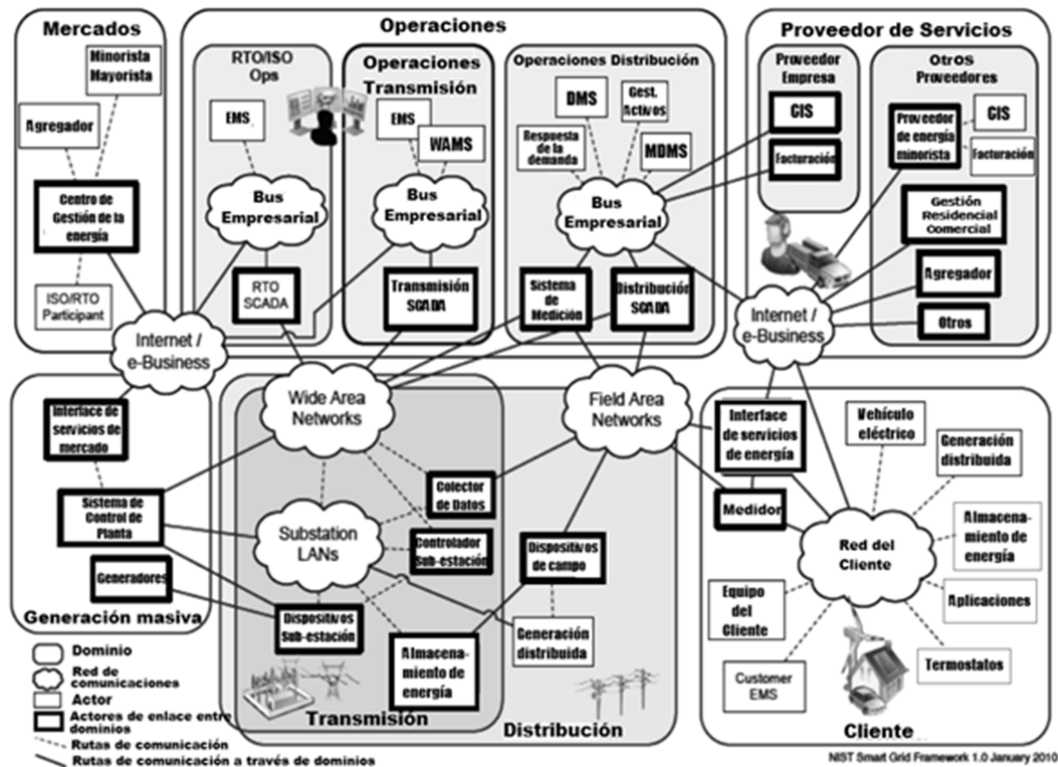 Mercados
Minorista
Mayorista
Agregador
Centro de
Gestión de la
energía
ISO/RTO
Participant
Internet /
e-Business
Operaciones
RTO/ISO
Ops
EMS
Bus
Empresarial
RTO
SCADA
Operaciones
Transmisión
EMS
WAMS
Bus
Empresarial
Transmisión
SCADA
Operaciones Distribución
DMS
Gest.
Activos
Respuesta
de la
demanda
MDMS
Bus
Empresarial
Sistema
de
Medición
Distribución
SCADA
Proveedor de Servicios
Proveedor
Empresa
CIS
Facturación
Otros
Proveedores
Proveedor
de energía
minorista
CIS
Facturación
Gestión
Residencial
Comercial
Agregador
Otros
Internet /
e-Business
Interface de
servicios de
mercado
Sistema de
Control de
Planta
Generadores
Generación masiva
Wide Area
Networks
Substation
LANs
Colector
de Datos
Controlador
Sub-estación
Dispositivos
Sub-estación
Almacena-
miento de
energía
Transmisión
Field Area
Networks
Dispositivos
de campo
Generación
distribuida
Distribución
Interface
de servicios
de energía
Medidor
Vehículo
eléctrico
Generación
distribuida
Almacena-
miento de
energía
Red del
Cliente
Equipo
del
Cliente
Aplicaciones
Customer
EMS
Termostatos
Cliente
Dominio
Red de
comunicaciones
Actor
Actores de enlace entre
dominios
Rutas de comunicación
Rutas de comunicación a través de dominios
NIST Smart Grid Framework 1.0 January 2010